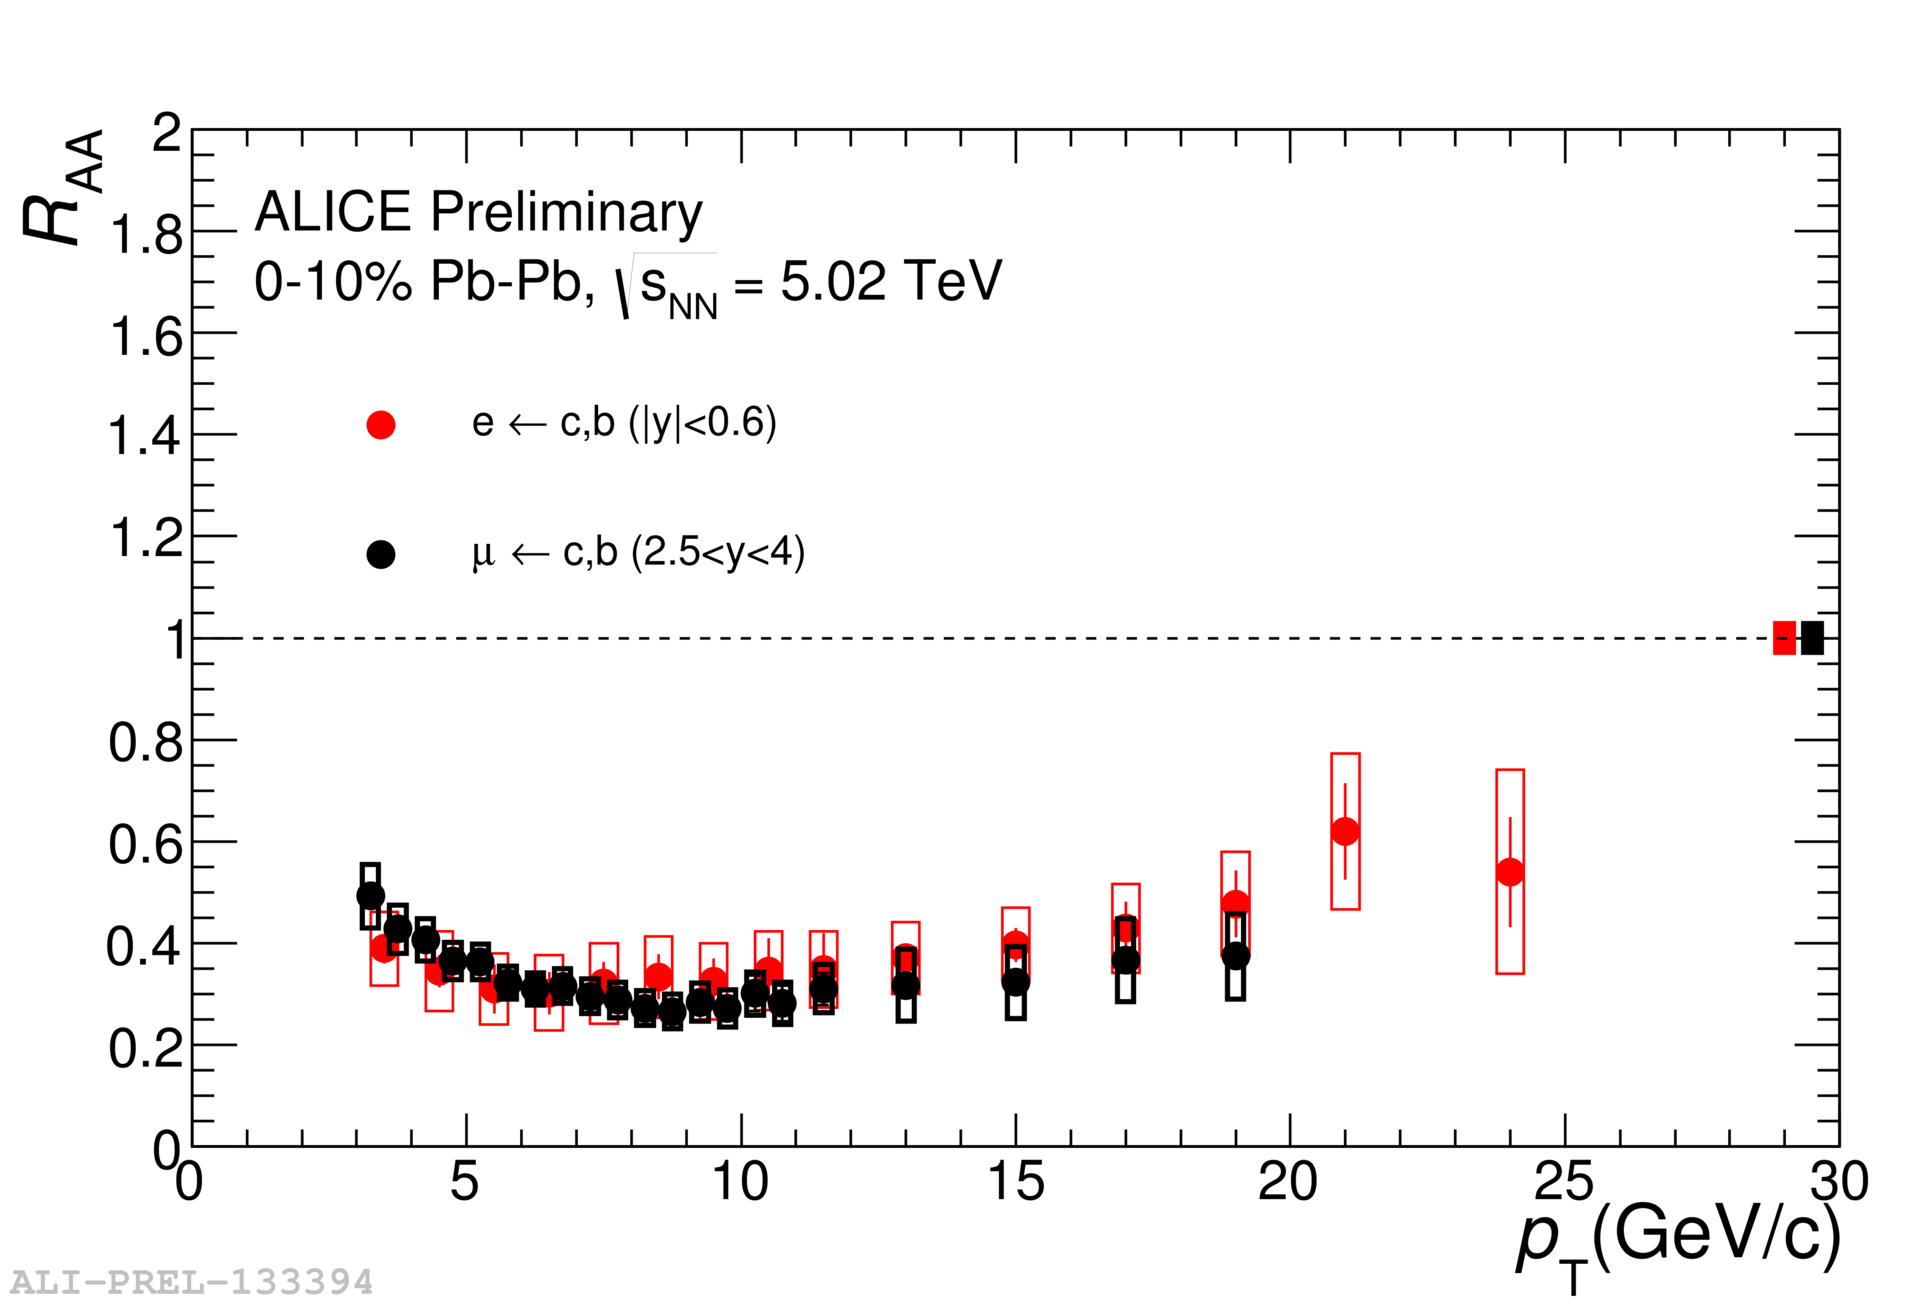 R_AA
2
1.8
1.6
1.4
1.2
1
0.8
0.6
0.4
0.2
0
ALICE Preliminary
0-10% Pb-Pb, √s_NN = 5.02 TeV
e ← c,b (|y|<0.6)
μ ← c,b (2.5<y<4)
0 5 10 15 20 25 30
p_T (GeV/c)
ALI-PREL-133394